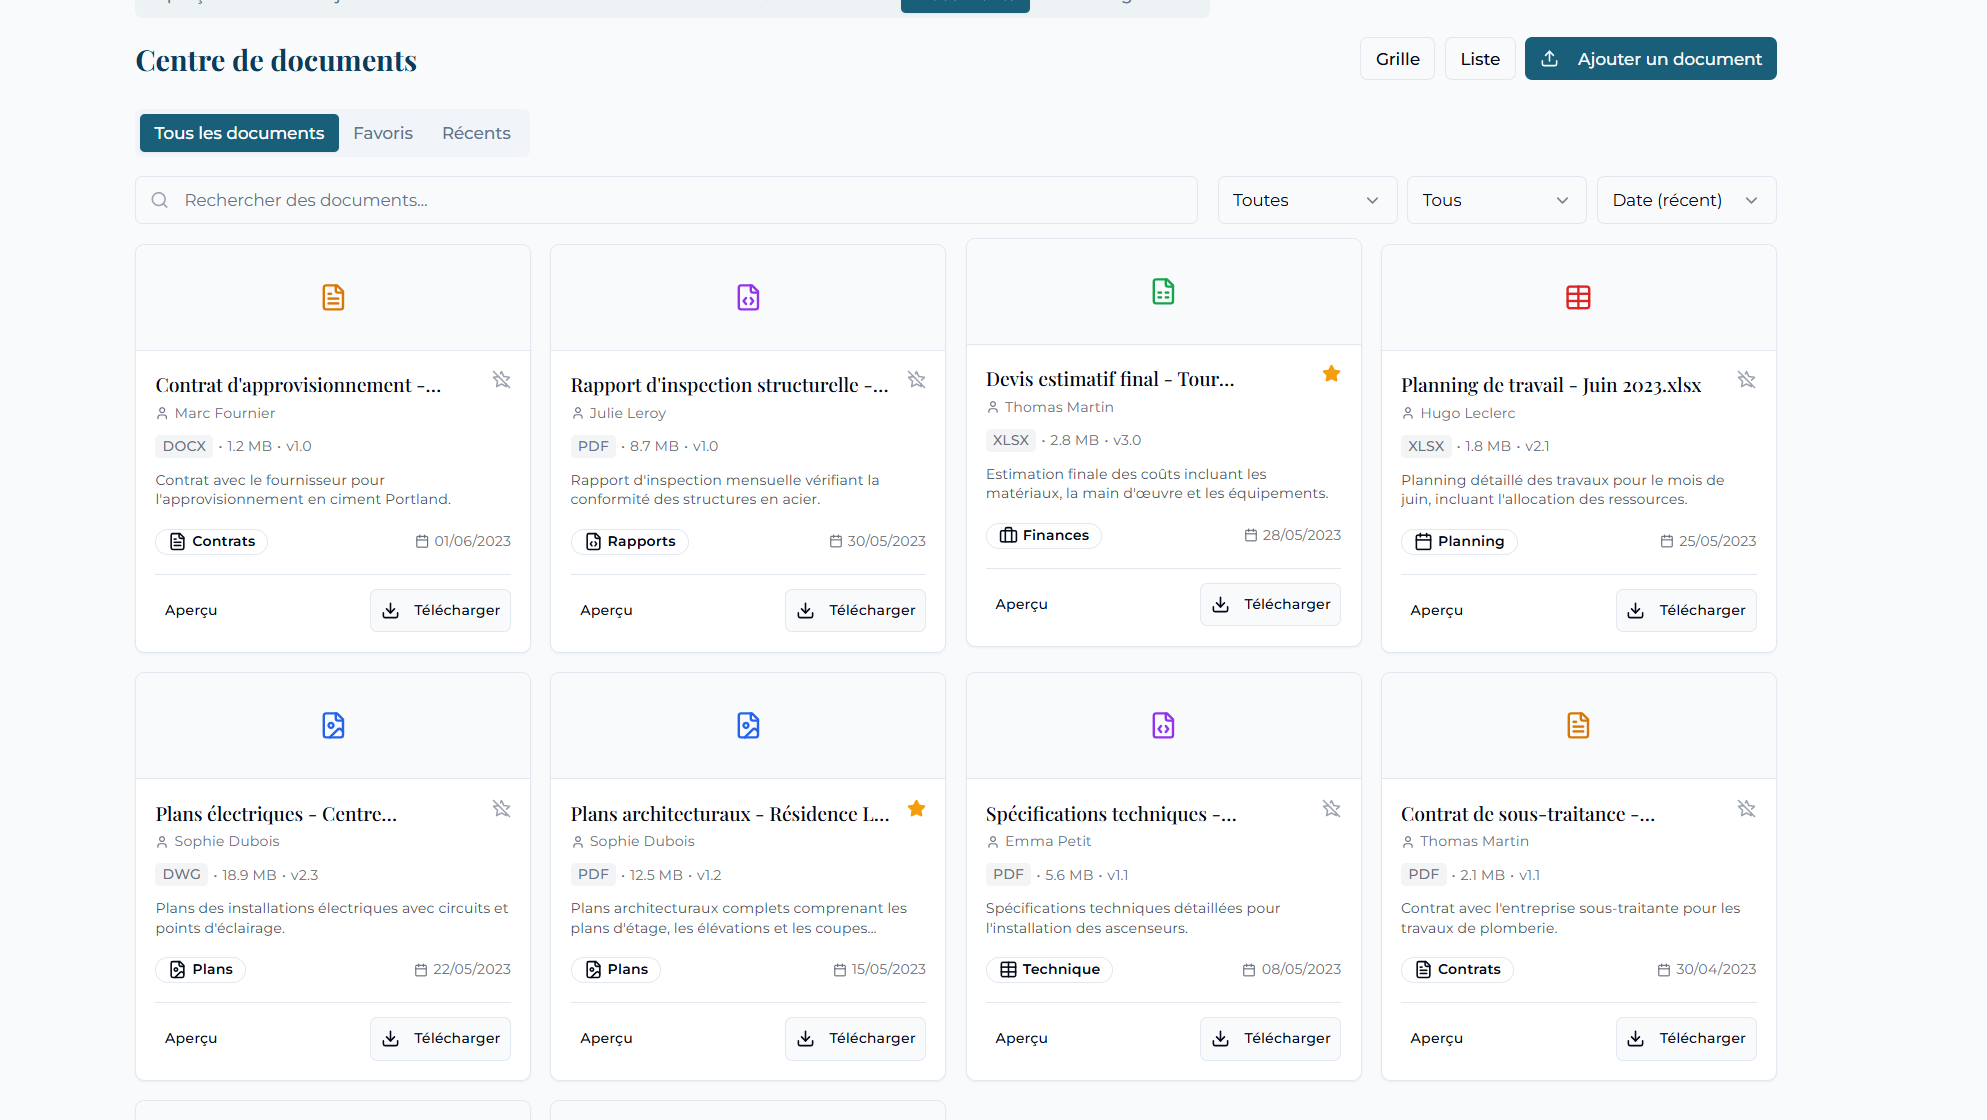 Centre de documents
Grille
Liste
Ajouter un document
Tous les documents
Favoris
Récents
Rechercher des documents...
Toutes
Tous
Date (récent)
Contrat d'approvisionnement -...
Marc Fournier
DOCX • 1.2 MB • v1.0
Contrat avec le fournisseur pour
l'approvisionnement en ciment Portland.
Contrats
01/06/2023
Aperçu
Télécharger
Rapport d'inspection structurelle -...
Julie Leroy
PDF • 8.7 MB • v1.0
Rapport d'inspection mensuelle vérifiant la
conformité des structures en acier.
Rapports
30/05/2023
Aperçu
Télécharger
Devis estimatif final - Tour...
Thomas Martin
XLSX • 2.8 MB • v3.0
Estimation finale des coûts incluant les
matériaux, la main d'œuvre et les équipements.
Finances
28/05/2023
Aperçu
Télécharger
Planning de travail - Juin 2023.xlsx
Hugo Leclerc
XLSX • 1.8 MB • v2.1
Planning détaillé des travaux pour le mois de
juin, incluant l'allocation des ressources.
Planning
25/05/2023
Aperçu
Télécharger
Plans électriques - Centre...
Sophie Dubois
DWG • 18.9 MB • v2.3
Plans des installations électriques avec circuits et
points d'éclairage.
Plans
22/05/2023
Aperçu
Télécharger
Plans architecturaux - Résidence L...
Sophie Dubois
PDF • 12.5 MB • v1.2
Plans architecturaux complets comprenant les
plans d'étage, les élévations et les coupes...
Plans
15/05/2023
Aperçu
Télécharger
Spécifications techniques -...
Emma Petit
PDF • 5.6 MB • v1.1
Spécifications techniques détaillées pour
l'installation des ascenseurs.
Technique
08/05/2023
Aperçu
Télécharger
Contrat de sous-traitance -...
Thomas Martin
PDF • 2.1 MB • v1.1
Contrat avec l'entreprise sous-traitante pour les
travaux de plomberie.
Contrats
30/04/2023
Aperçu
Télécharger